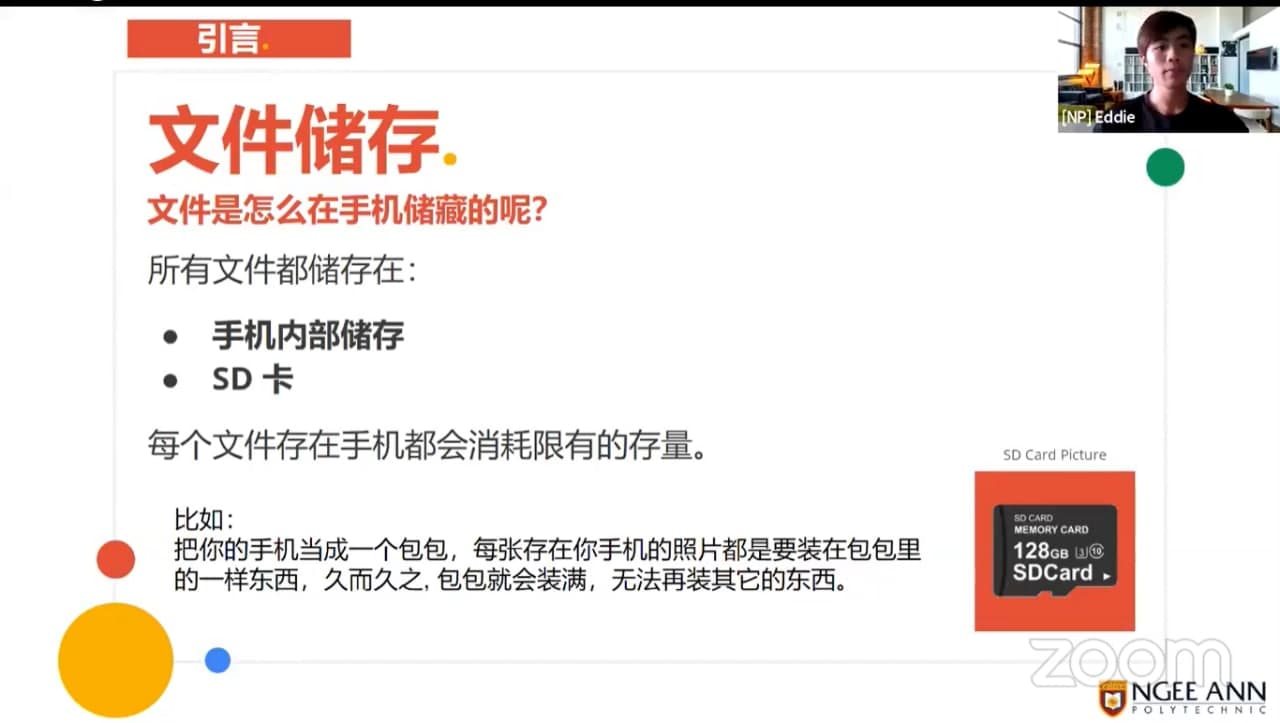 引言.
[NP] Eddie
文件储存.
文件是怎么在手机储藏的呢?
所有文件都储存在：
● 手机内部储存
● SD 卡
每个文件存在手机都会消耗限有的存量。
比如：
把你的手机当成一个包包，每张存在你手机的照片都是要装在包包里
的一样东西，久而久之, 包包就会装满，无法再装其它的东西。
SD Card Picture
SD CARD
MEMORY CARD
128GB U3 10
SDCard
zoom
NGEE ANN
POLYTECHNIC